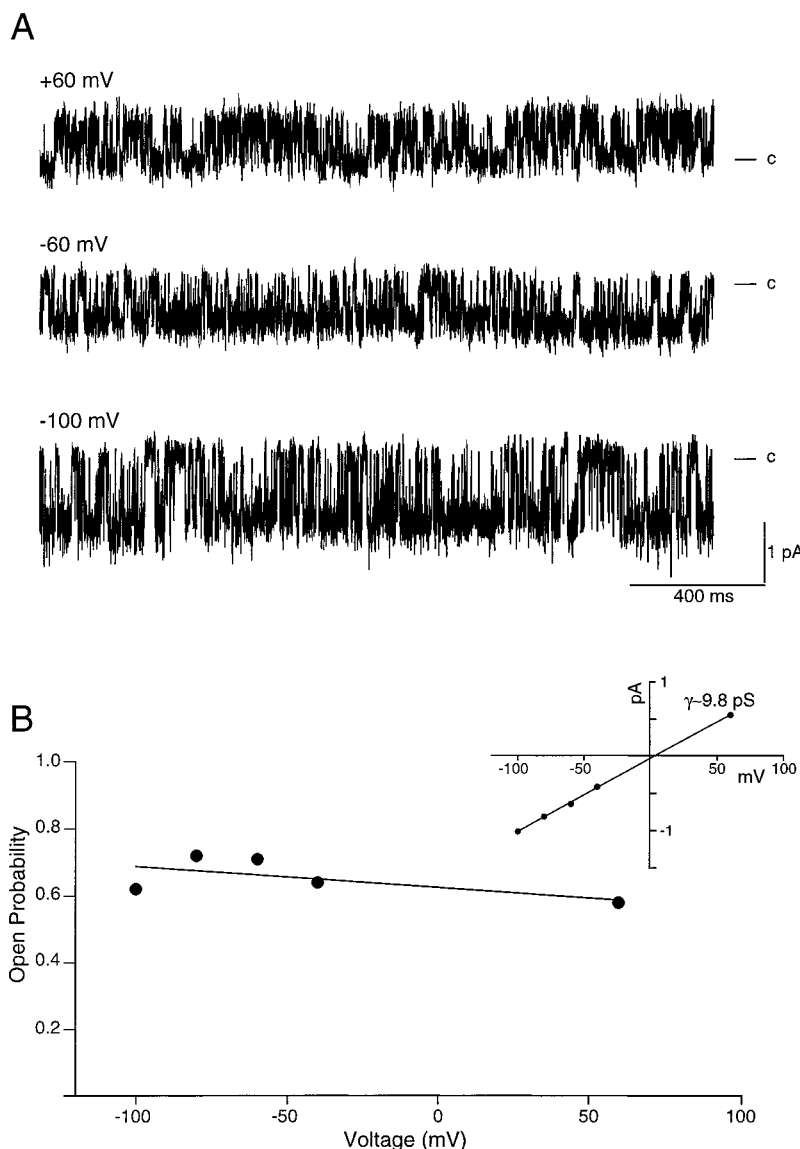 A
+60 mV
c
-60 mV
c
-100 mV
c
1 pA
400 ms
B
pA
1
γ~9.8 pS
-100
-50
50
100
mV
-1
1.0
0.8
0.6
0.4
0.2
Open Probability
-100
-50
0
50
100
Voltage (mV)